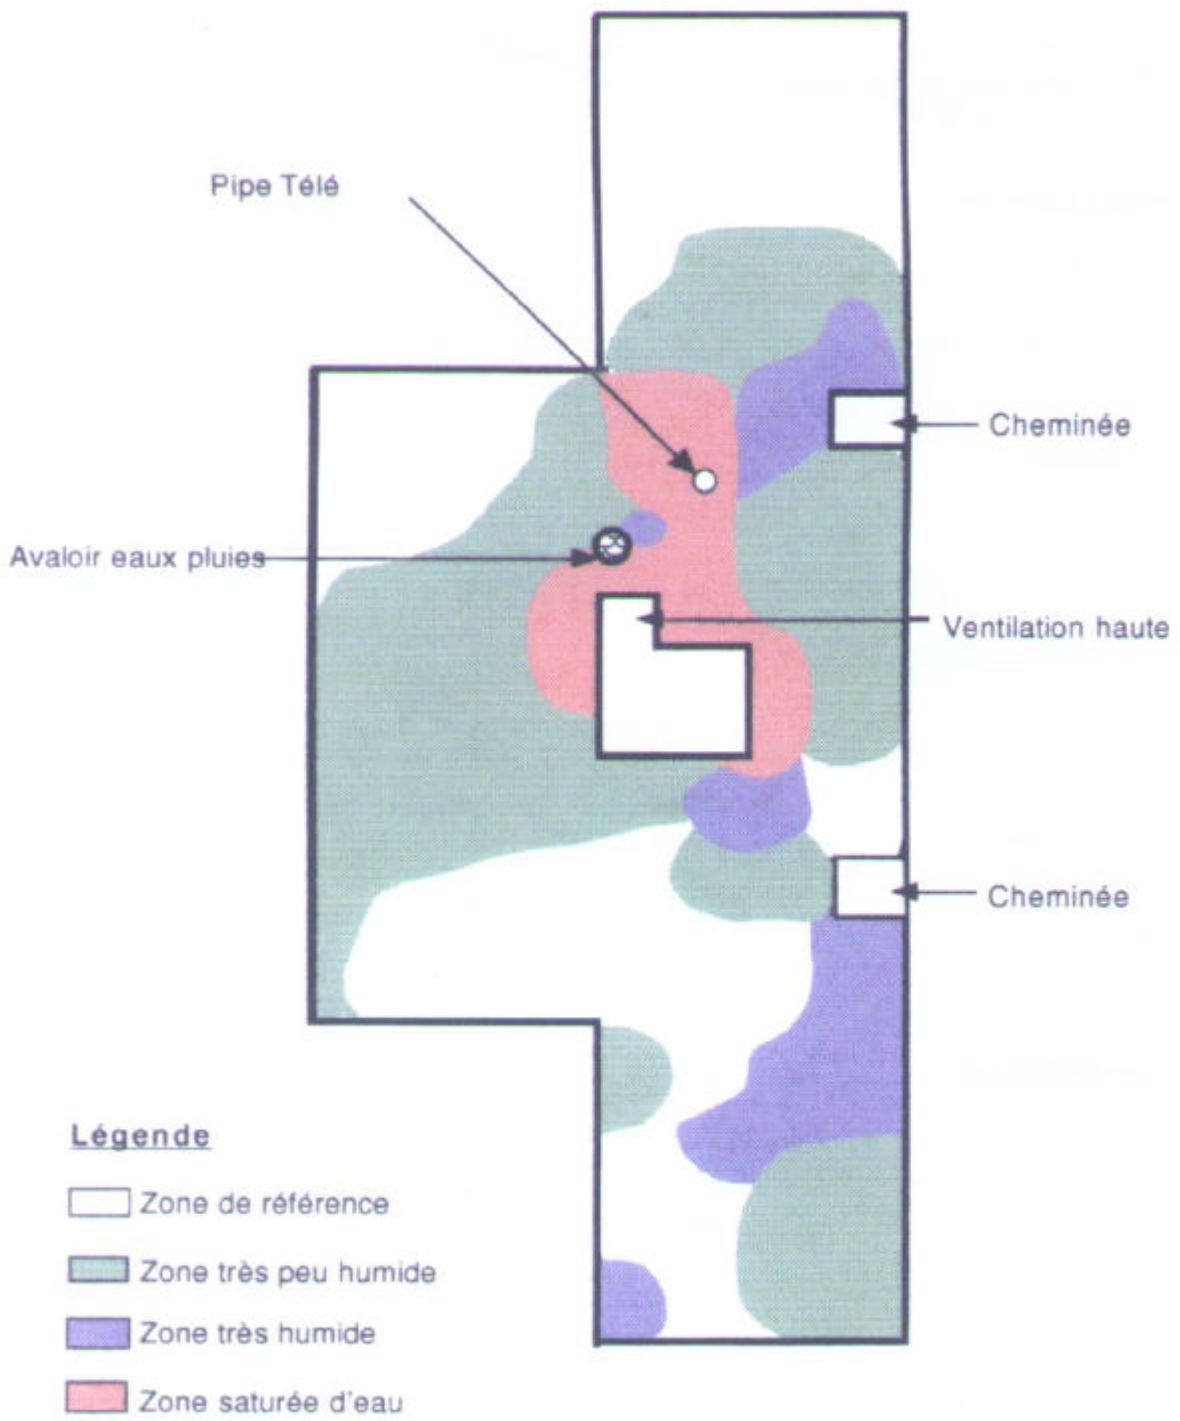 Pipe Télé
Cheminée
Avaloir eaux pluies
Ventilation haute
Cheminée
Légende
Zone de référence
Zone très peu humide
Zone très humide
Zone saturée d'eau